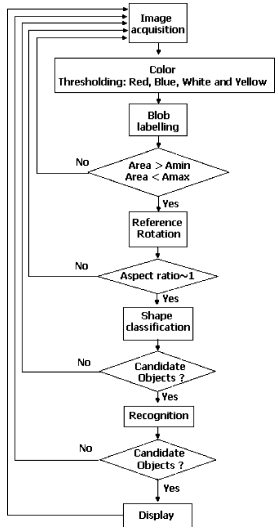 Image
acquisition
Color
Thresholding: Red, Blue, White and Yellow
Blob
labelling
No
Area > Amin
Area < Amax
Yes
Reference
Rotation
No
Aspect ratio~1
Yes
Shape
classification
No
Candidate
Objects ?
Yes
Recognition
No
Candidate
Objects ?
Yes
Display